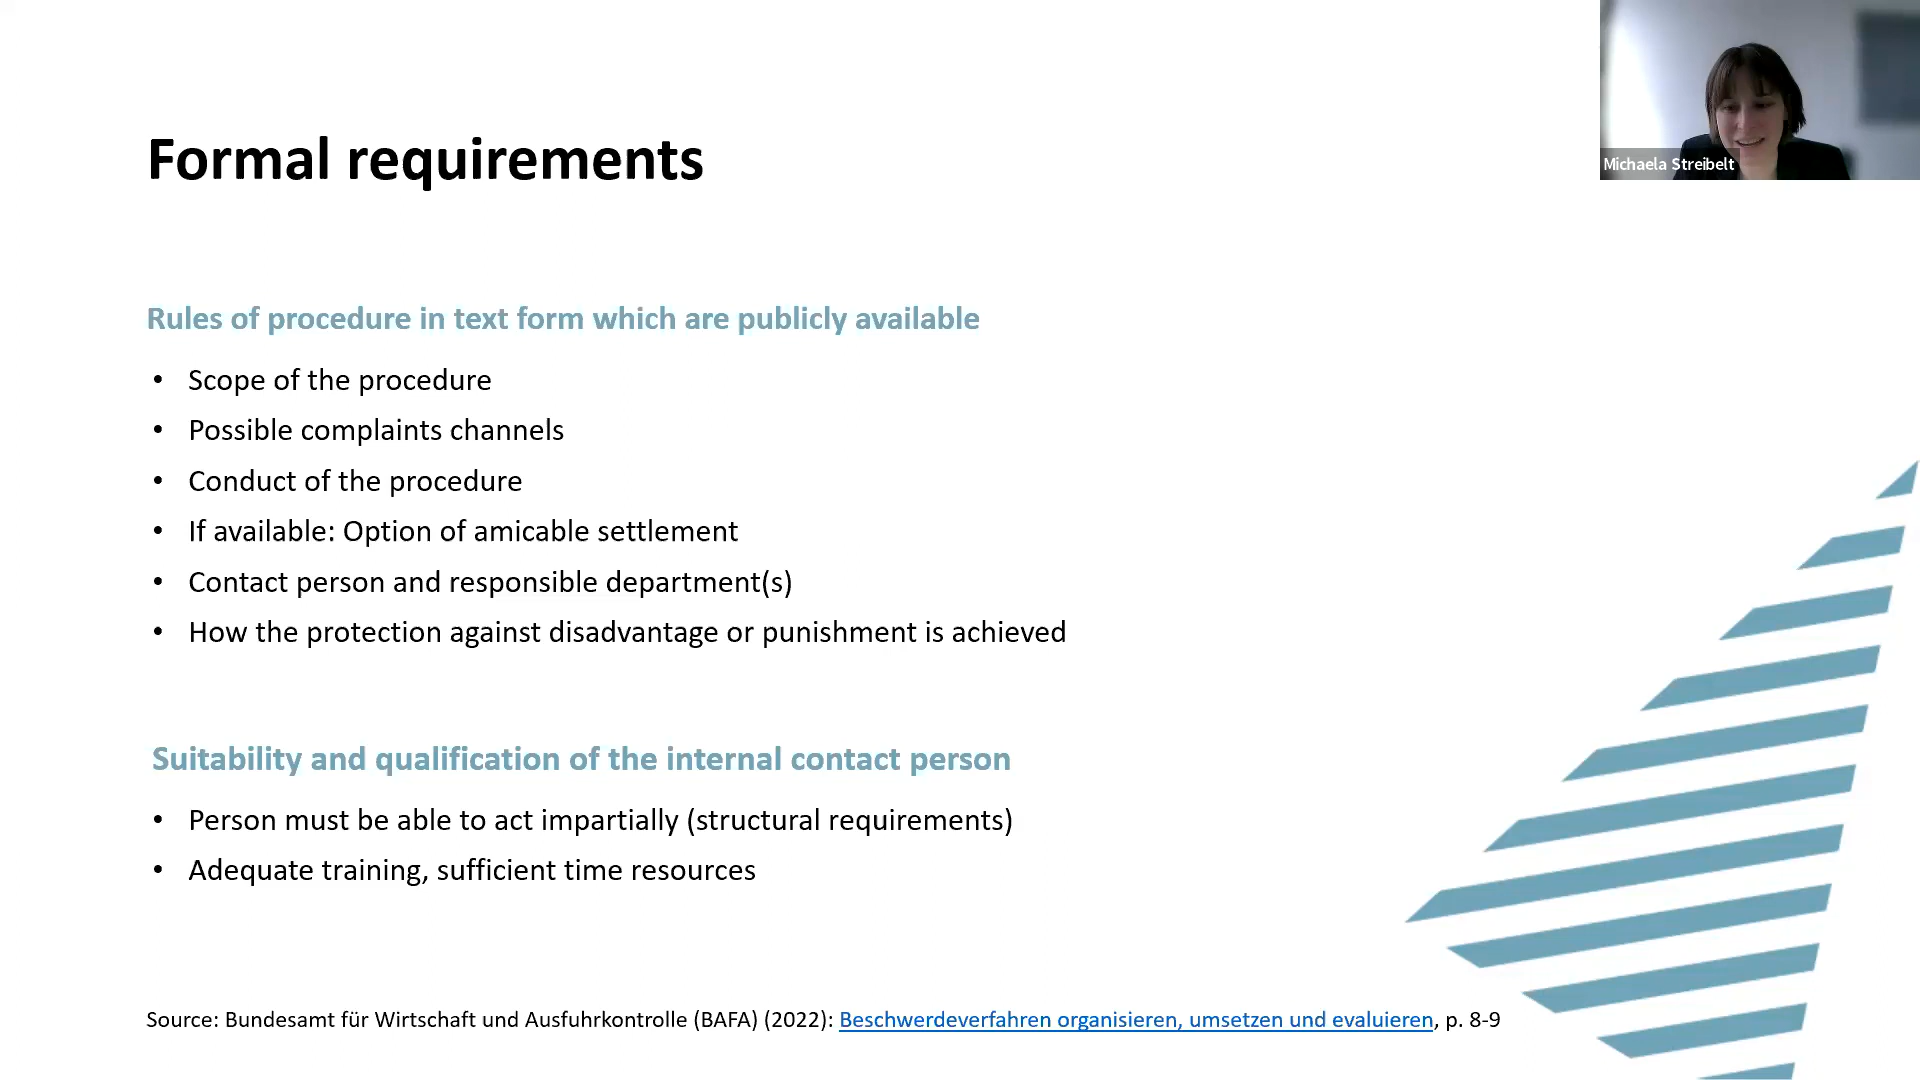 Michaela Streibelt
Formal requirements
Rules of procedure in text form which are publicly available
• Scope of the procedure
• Possible complaints channels
• Conduct of the procedure
• If available: Option of amicable settlement
• Contact person and responsible department(s)
• How the protection against disadvantage or punishment is achieved
Suitability and qualification of the internal contact person
• Person must be able to act impartially (structural requirements)
• Adequate training, sufficient time resources
Source: Bundesamt für Wirtschaft und Ausfuhrkontrolle (BAFA) (2022): Beschwerdeverfahren organisieren, umsetzen und evaluieren, p. 8-9